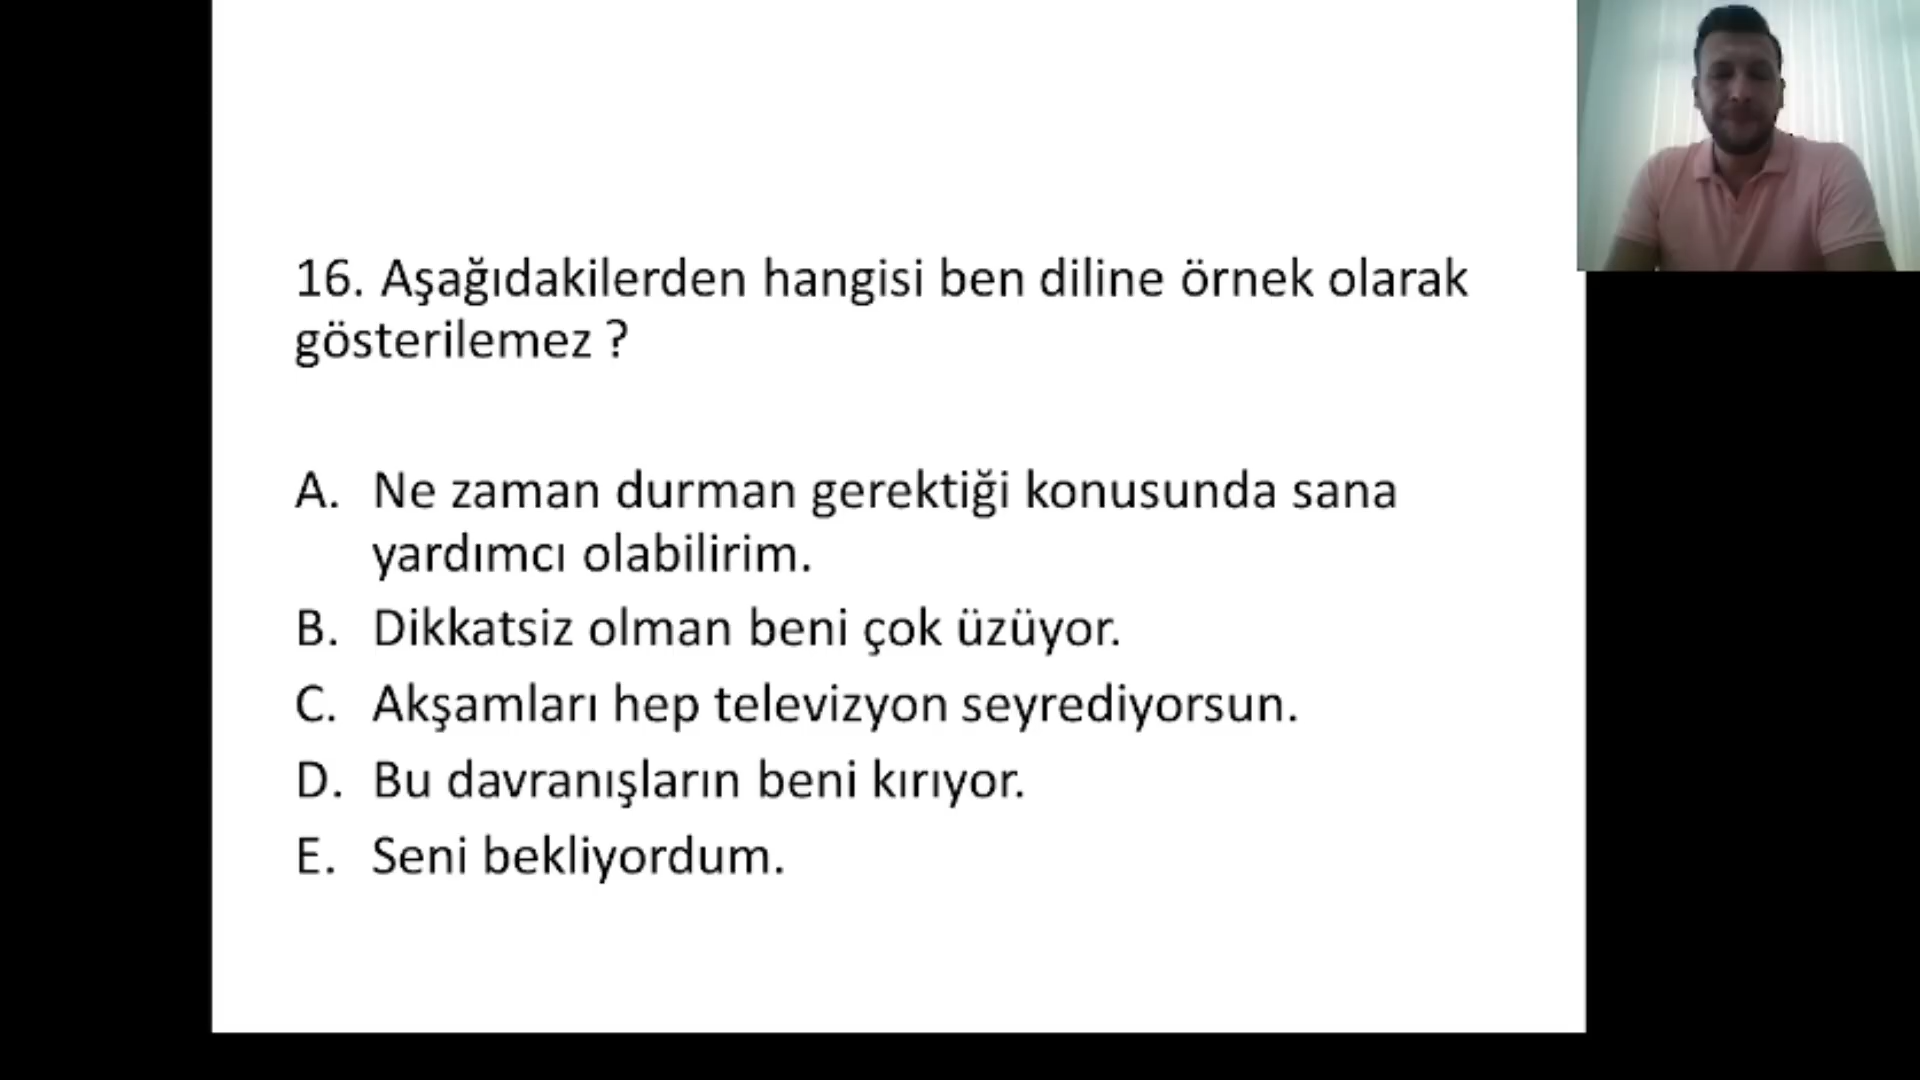 16. Aşağıdakilerden hangisi ben diline örnek olarak
gösterilemez ?
A. Ne zaman durman gerektiği konusunda sana
yardımcı olabilirim.
B. Dikkatsiz olman beni çok üzüyor.
C. Akşamları hep televizyon seyrediyorsun.
D. Bu davranışların beni kırıyor.
E. Seni bekliyordum.